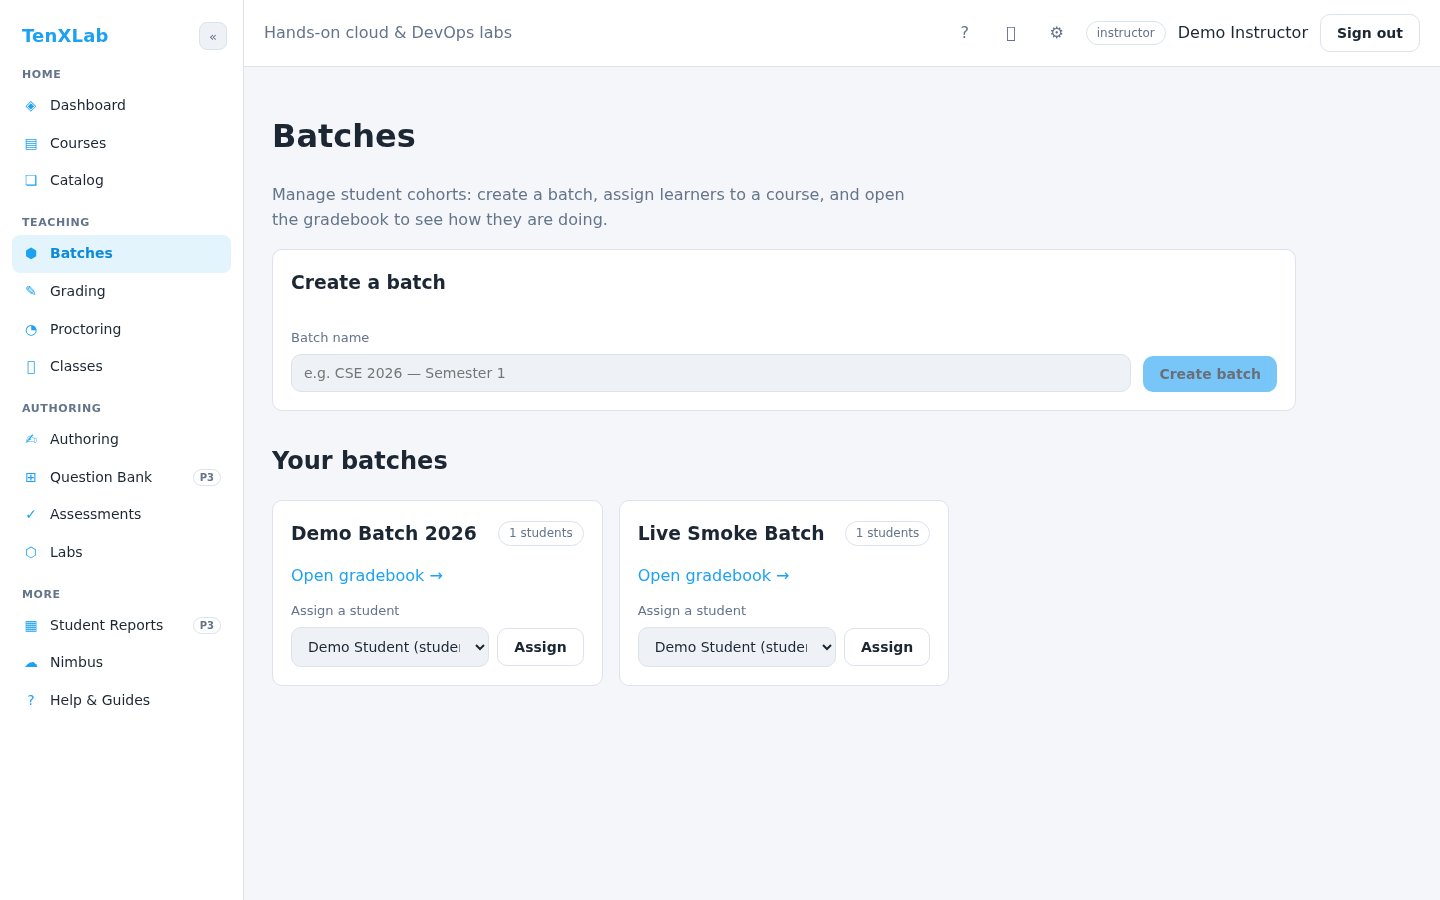 TenXLab
«
Hands-on cloud & DevOps labs
?
instructor
Demo Instructor
Sign out
HOME
Dashboard
Courses
Catalog
TEACHING
Batches
Grading
Proctoring
Classes
AUTHORING
Authoring
Question Bank
P3
Assessments
Labs
MORE
Student Reports
P3
Nimbus
? Help & Guides
Batches
Manage student cohorts: create a batch, assign learners to a course, and open
the gradebook to see how they are doing.
Create a batch
Batch name
e.g. CSE 2026 — Semester 1
Create batch
Your batches
Demo Batch 2026
1 students
Open gradebook →
Assign a student
Demo Student (studen
Assign
Live Smoke Batch
1 students
Open gradebook →
Assign a student
Demo Student (studen
Assign